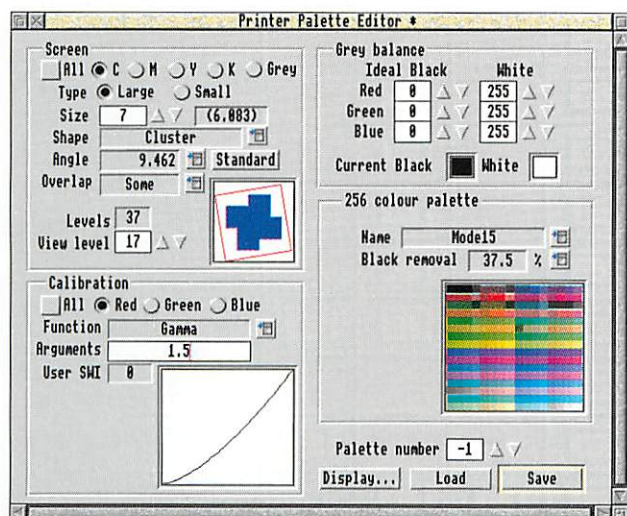 Printer Palette Editor *
Screen
All C M Y K Grey
Type Large Small
Size 7 (6.083)
Shape Cluster
Angle 9.462 Standard
Overlap Some
Levels 37
View level 17
Calibration
All Red Green Blue
Function Gamma
Arguments 1.5
User SWI 0
Grey balance
Ideal Black White
Red 0 255
Green 0 255
Blue 0 255
Current Black White
256 colour palette
Name Mode15
Black removal 37.5 %
Palette number -1
Display... Load Save